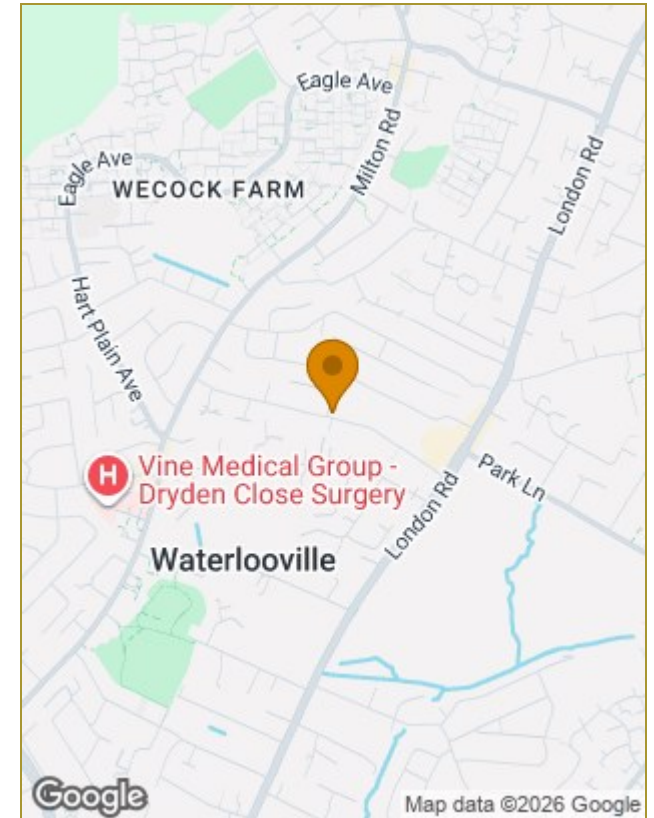 Eagle Ave
Milton Rd
London Rd
Eagle Ave
WECOCK FARM
Hart Plain Ave
H
Vine Medical Group -
Dryden Close Surgery
Park Ln
London Rd
Waterlooville
Google
Map data ©2026 Google